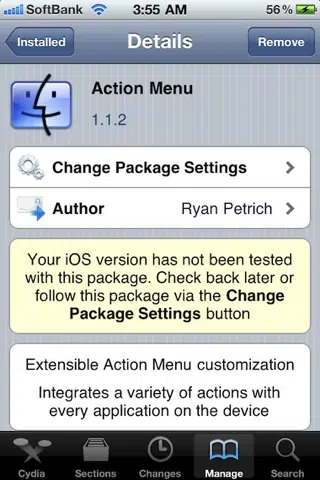 SoftBank 3:55 AM 56%
Installed Details Remove
Action Menu
1.1.2
Change Package Settings
Author Ryan Petrich
Your iOS version has not been tested
with this package. Check back later or
follow this package via the Change
Package Settings button
Extensible Action Menu customization
Integrates a variety of actions with
every application on the device
Cydia Sections Changes Manage Search